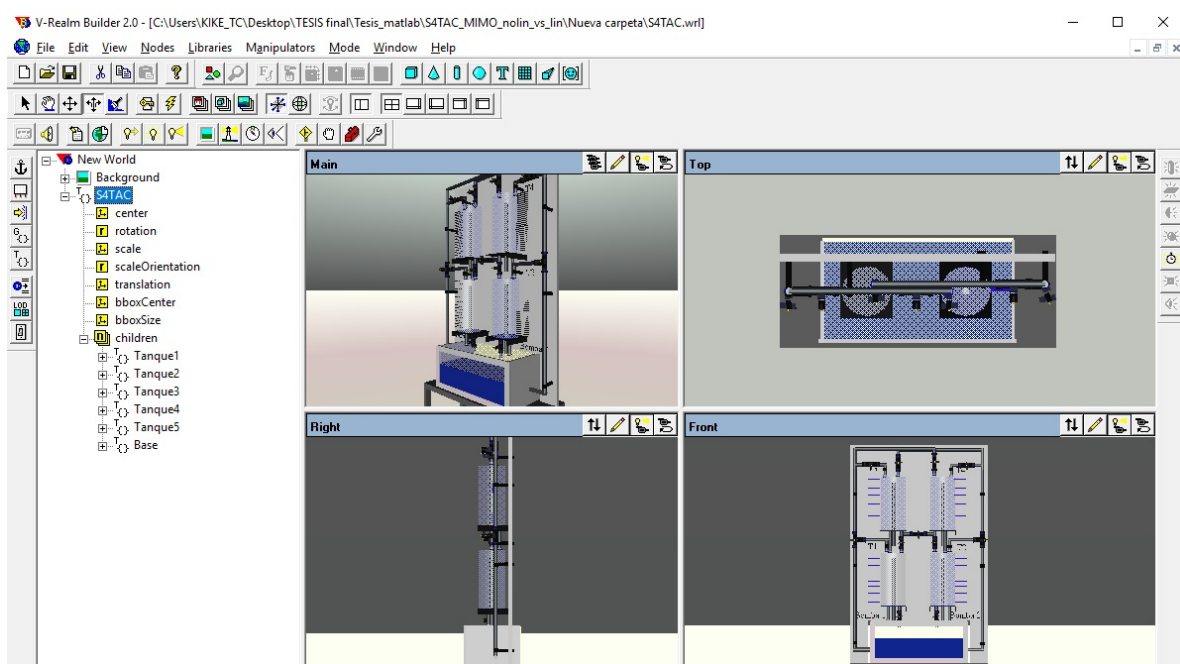 V-Realm Builder 2.0 - [C:\Users\KIKE_TC\Desktop\TESIS final\Tesis_matlab\S4TAC_MIMO_nolin_vs_lin\Nueva carpeta\S4TAC.wrl]
File Edit View Nodes Libraries Manipulators Mode Window Help
New World
Background
S4TAC
center
rotation
scale
scaleOrientation
translation
bboxCenter
bboxSize
children
Tanque1
Tanque2
Tanque3
Tanque4
Tanque5
Base
Main
Top
Right
Front
LOD